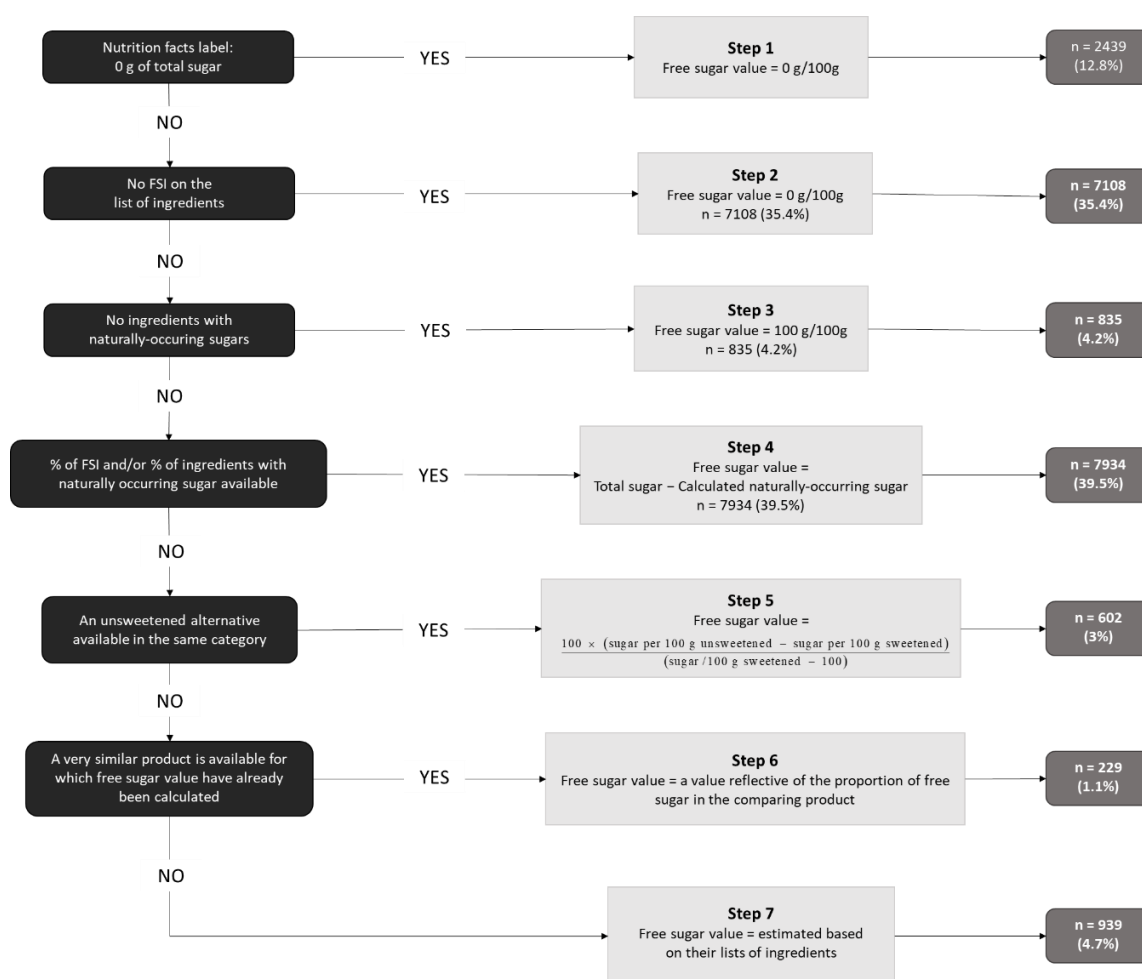 Nutrition facts label:
0 g of total sugar
YES
Step 1
Free sugar value = 0 g/100g
n = 2439
(12.8%)
NO
No FSI on the
list of ingredients
YES
Step 2
Free sugar value = 0 g/100g
n = 7108 (35.4%)
n = 7108
(35.4%)
NO
No ingredients with
naturally-occuring sugars
YES
Step 3
Free sugar value = 100 g/100g
n = 835 (4.2%)
n = 835
(4.2%)
NO
% of FSI and/or % of ingredients with
naturally occurring sugar available
YES
Step 4
Free sugar value =
Total sugar – Calculated naturally-occurring sugar
n = 7934 (39.5%)
n = 7934
(39.5%)
NO
An unsweetened alternative
available in the same category
YES
Step 5
Free sugar value =
100 × (sugar per 100 g unsweetened − sugar per 100 g sweetened)
(sugar /100 g sweetened − 100)
n = 602
(3%)
NO
A very similar product is available for
which free sugar value have already
been calculated
YES
Step 6
Free sugar value = a value reflective of the proportion of free
sugar in the comparing product
n = 229
(1.1%)
NO
Step 7
Free sugar value = estimated based
on their lists of ingredients
n = 939
(4.7%)